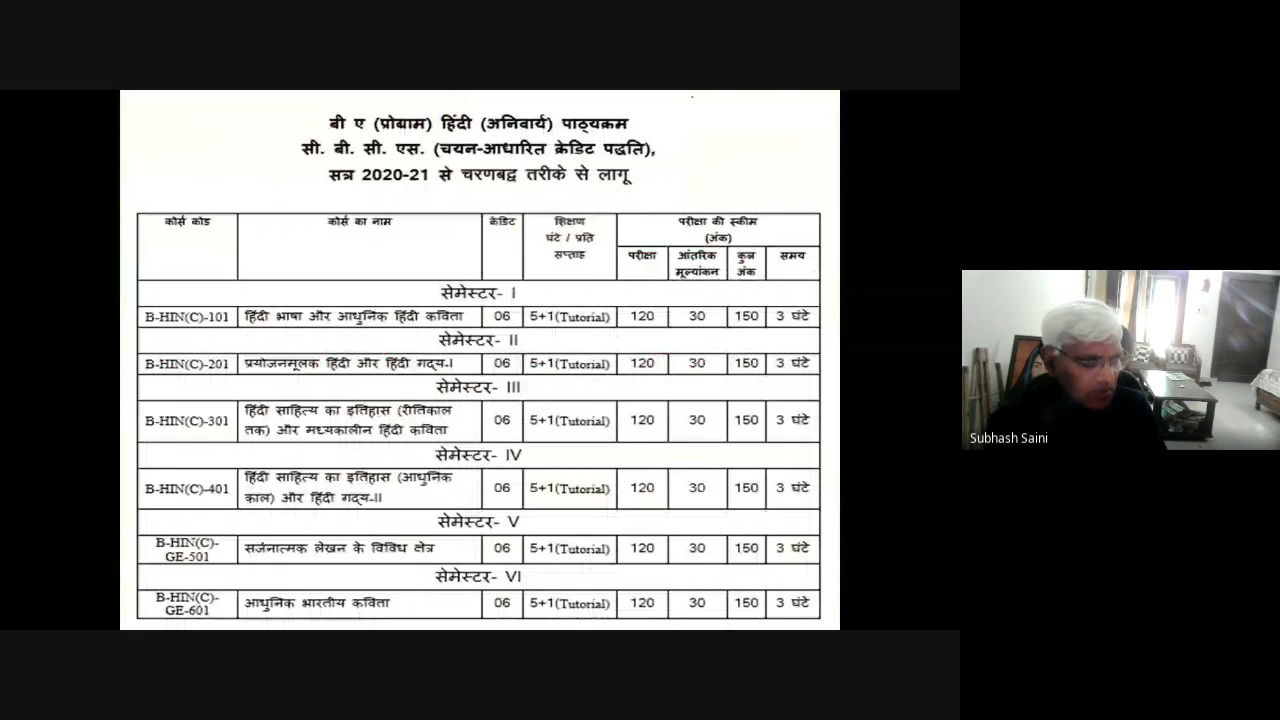 बी ए (प्रोग्राम) हिंदी (अनिवार्य) पाठ्यक्रम
सी. बी. सी. एस. (चयन-आधारित क्रेडिट पद्धति),
सत्र 2020-21 से चरणबद्व तरीके से लागू
कोर्स कोड कोर्स का नाम क्रेडिट शिक्षण घंटे / प्रति सप्ताह परीक्षा की स्कीम (अंक)
परीक्षा आंतरिक मूल्यांकन कुल अंक समय
सेमेस्टर- I
B-HIN(C)-101 हिंदी भाषा और आधुनिक हिंदी कविता 06 5+1(Tutorial) 120 30 150 3 घंटे
सेमेस्टर- II
B-HIN(C)-201 प्रयोजनमूलक हिंदी और हिंदी गद्य-I 06 5+1(Tutorial) 120 30 150 3 घंटे
सेमेस्टर- III
B-HIN(C)-301 हिंदी साहित्य का इतिहास (रीतिकाल तक) और मध्यकालीन हिंदी कविता 06 5+1(Tutorial) 120 30 150 3 घंटे
सेमेस्टर- IV
B-HIN(C)-401 हिंदी साहित्य का इतिहास (आधुनिक काल) और हिंदी गद्य-II 06 5+1(Tutorial) 120 30 150 3 घंटे
सेमेस्टर- V
B-HIN(C)-GE-501 सर्जनात्मक लेखन के विविध क्षेत्र 06 5+1(Tutorial) 120 30 150 3 घंटे
सेमेस्टर- VI
B-HIN(C)-GE-601 आधुनिक भारतीय कविता 06 5+1(Tutorial) 120 30 150 3 घंटे
Subhash Saini